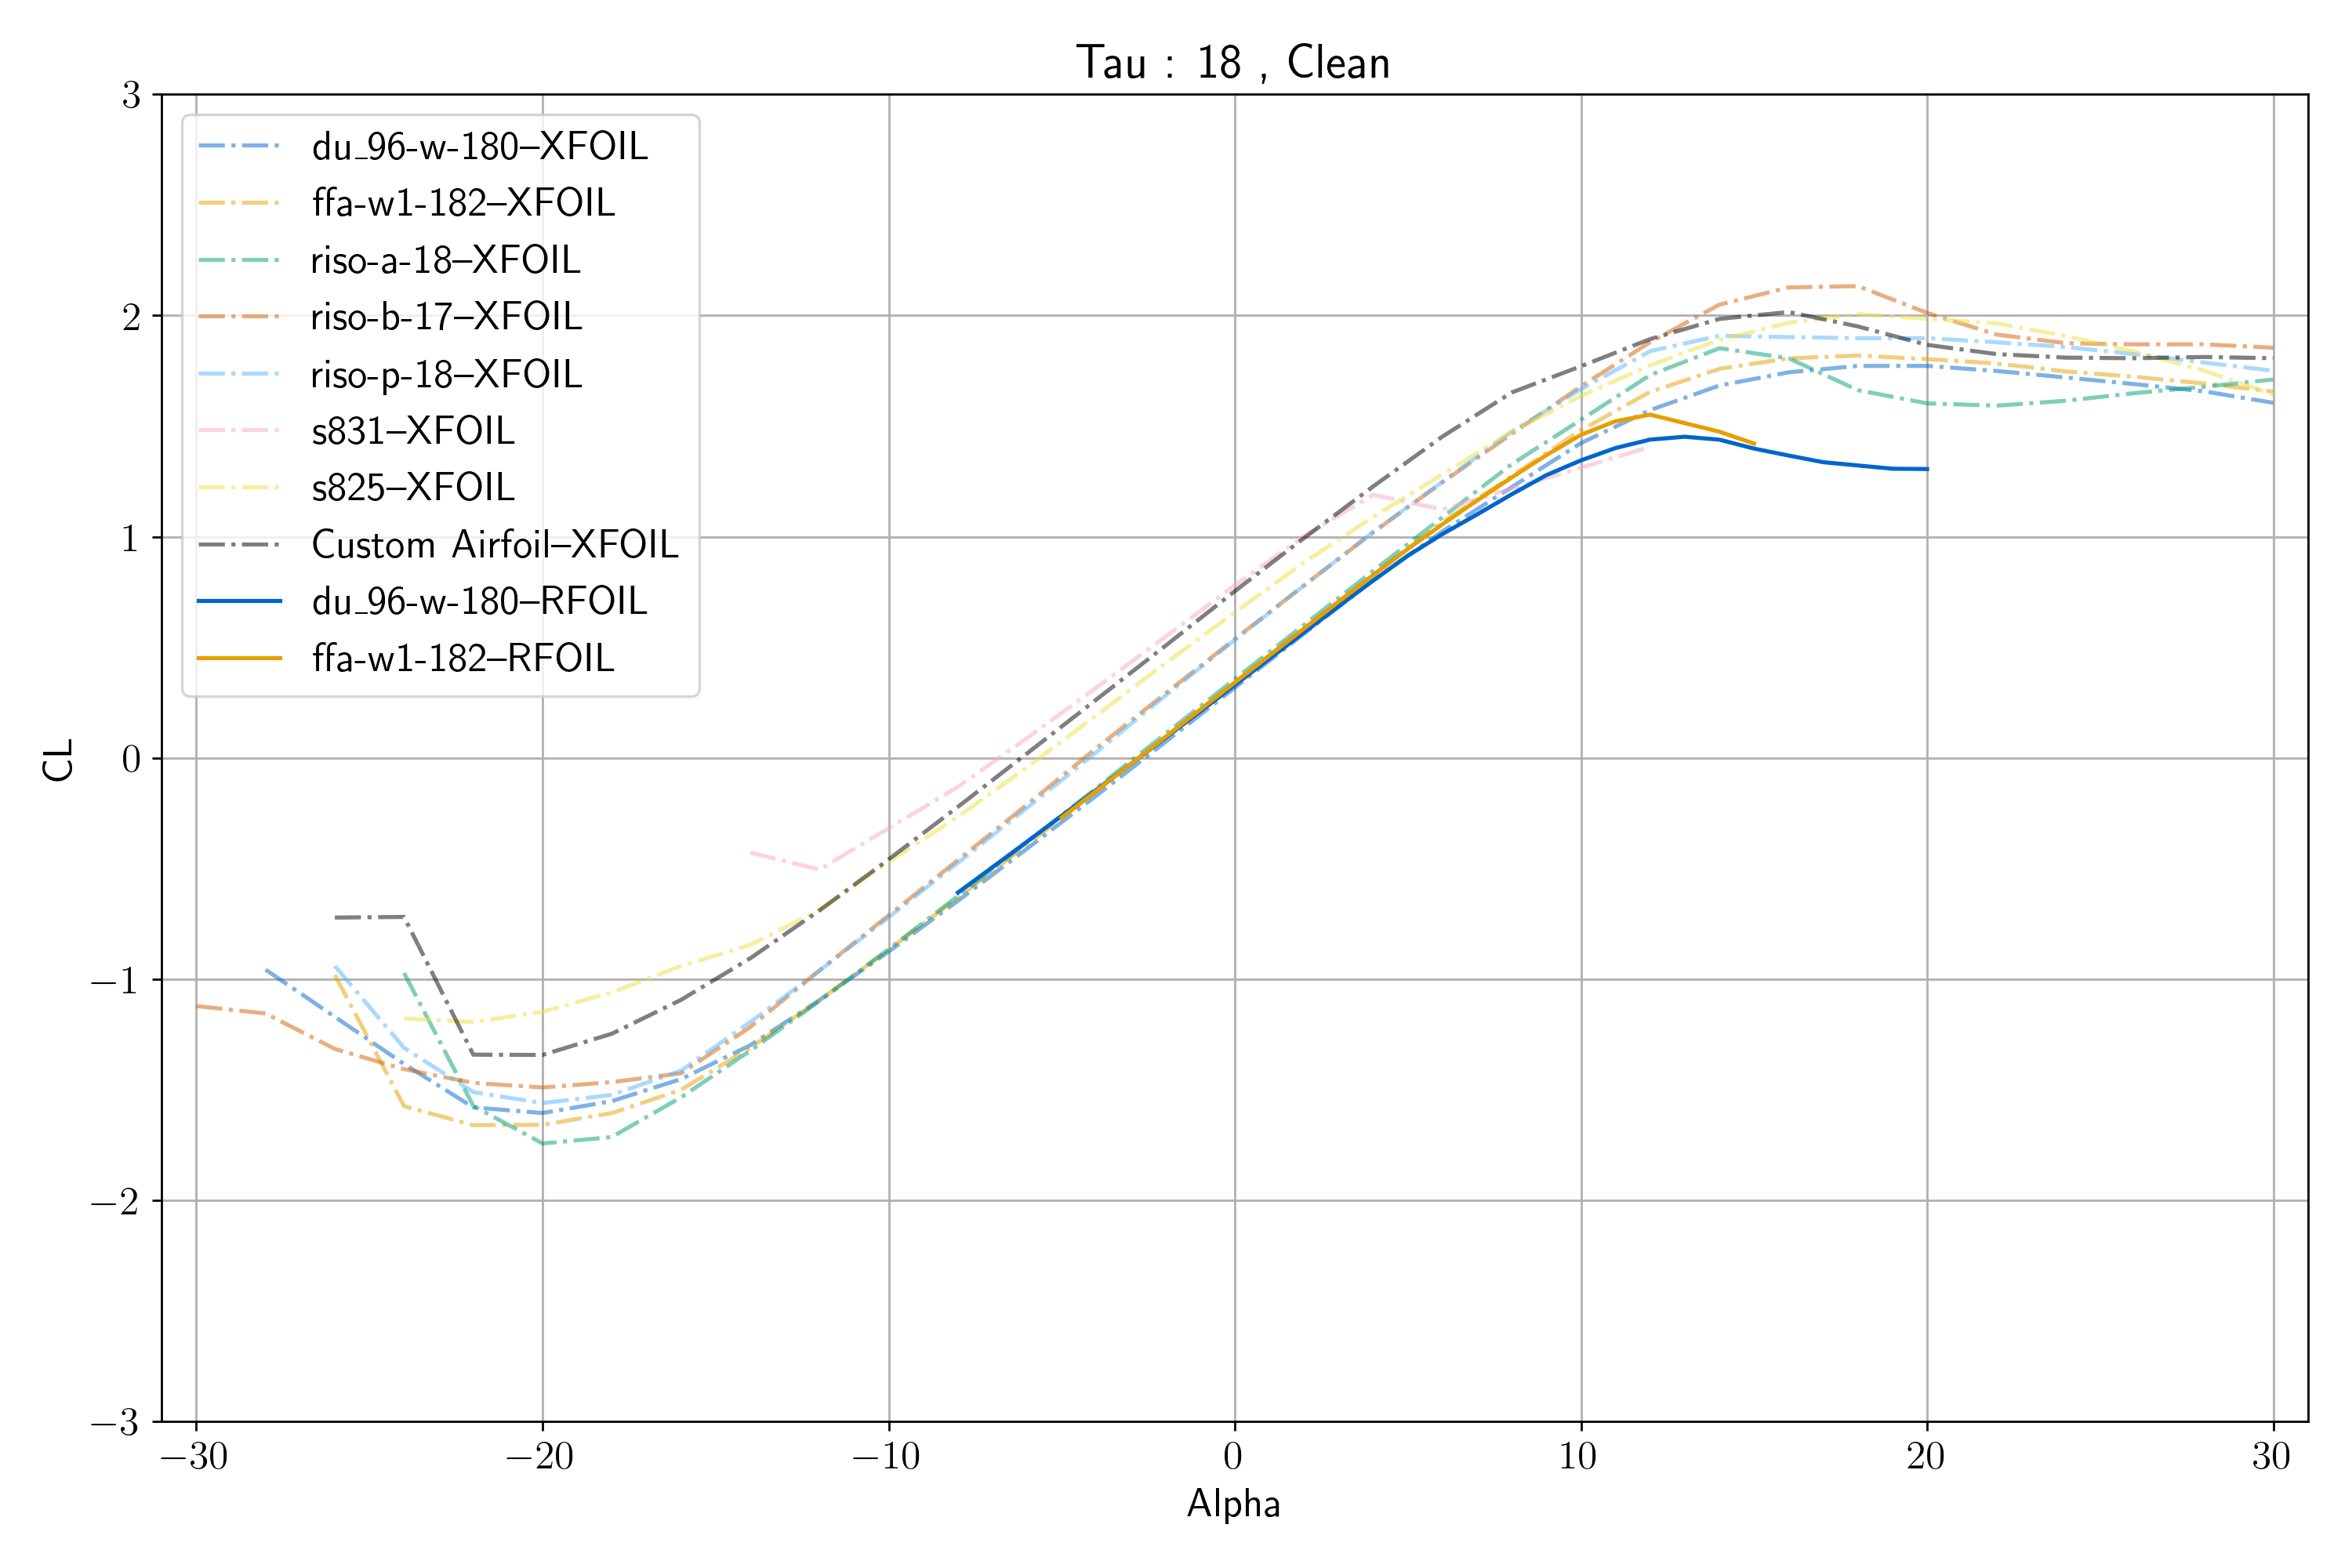 Tau : 18 , Clean
3
2
1
0
−1
−2
−3
CL
du_96-w-180–XFOIL
ffa-w1-182–XFOIL
riso-a-18–XFOIL
riso-b-17–XFOIL
riso-p-18–XFOIL
s831–XFOIL
s825–XFOIL
Custom Airfoil–XFOIL
du_96-w-180–RFOIL
ffa-w1-182–RFOIL
−30 −20 −10 0 10 20 30
Alpha